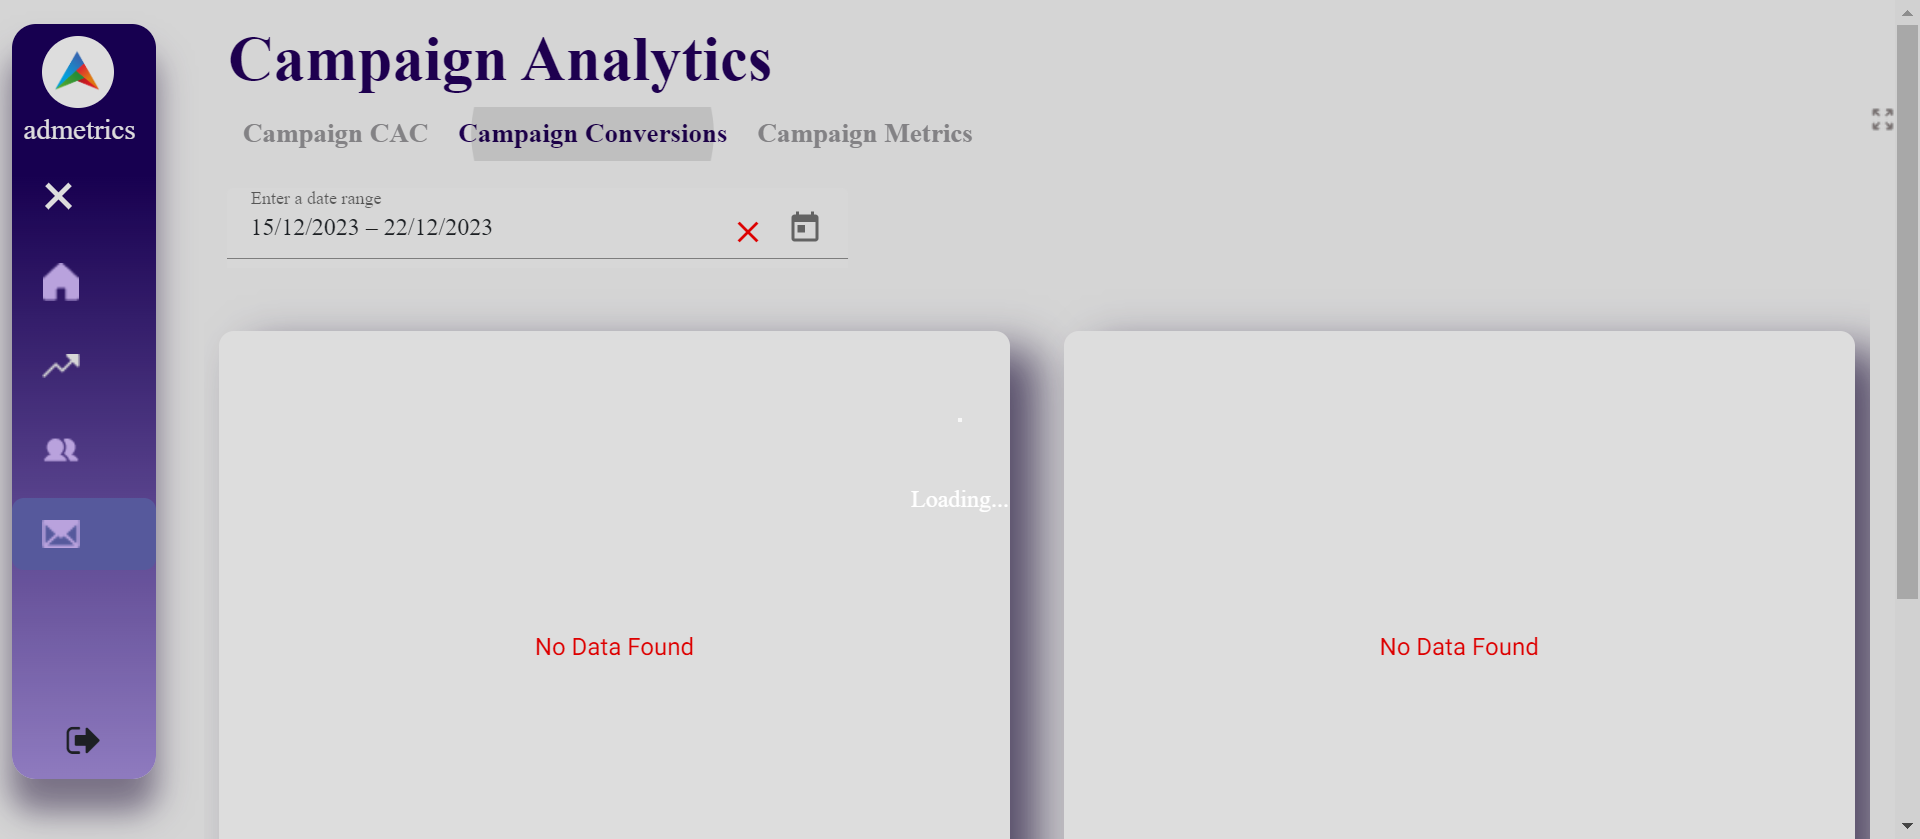 admetrics
Campaign Analytics
Campaign CAC Campaign Conversions Campaign Metrics
Enter a date range
15/12/2023 – 22/12/2023
Loading...
No Data Found
No Data Found